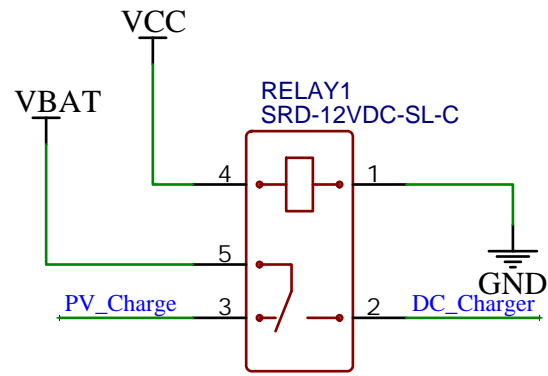 VCC
VBAT
RELAY1
SRD-12VDC-SL-C
4
1
5
GND
PV_Charge
3
2
DC_Charger